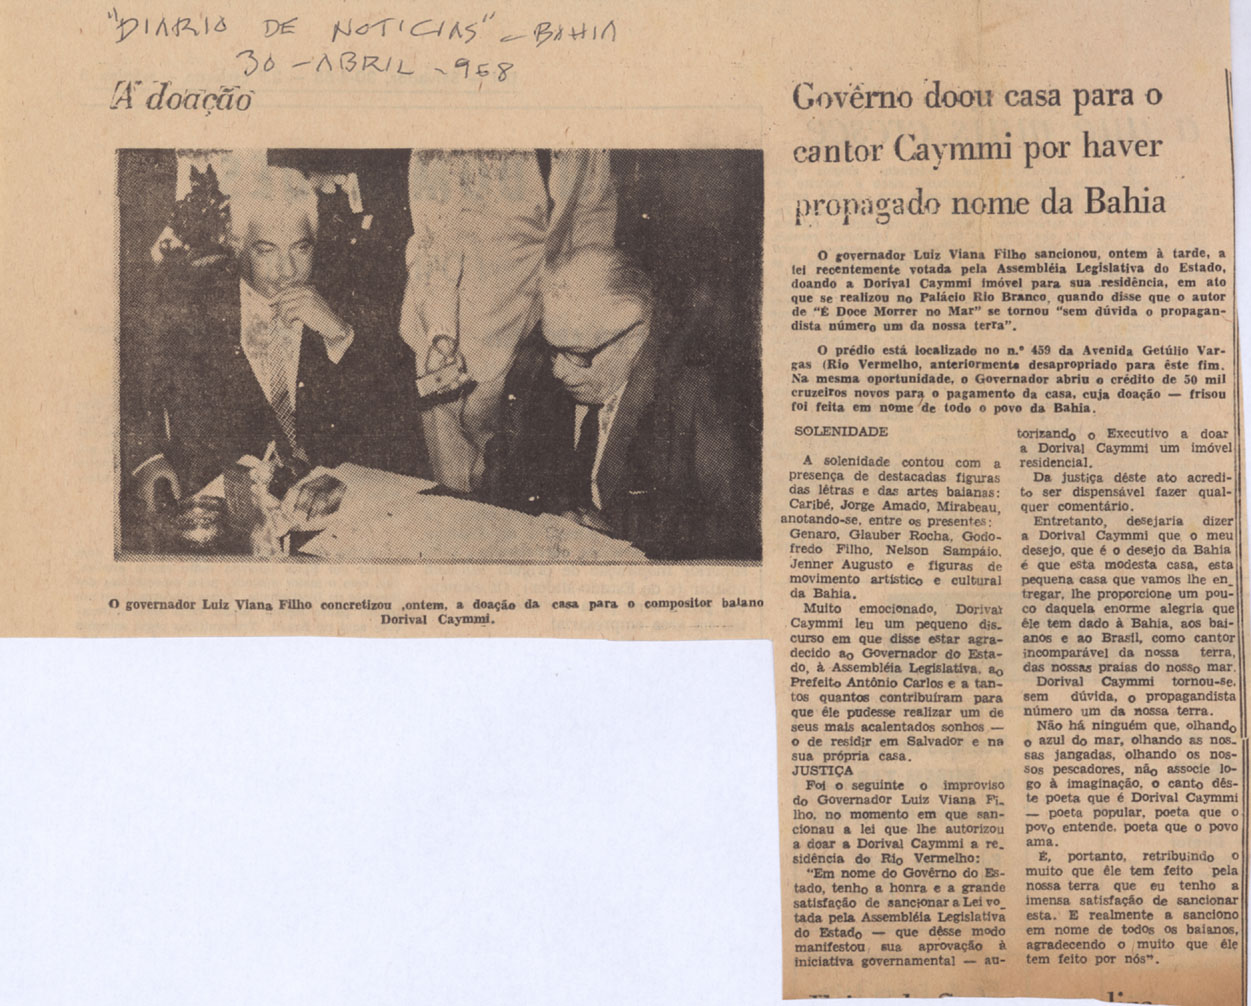 "DIARIO DE NOTICIAS" - BAHIA
30 - ABRIL - 968
A doação
O governador Luiz Viana Filho concretizou ,ontem, a doação da casa para o compositor baiano
Dorival Caymmi.
Govêrno doou casa para o
cantor Caymmi por haver
propagado nome da Bahia
O governador Luiz Viana Filho sancionou, ontem à tarde, a
lei recentemente votada pela Assembléia Legislativa do Estado,
doando a Dorival Caymmi imóvel para sua residência, em ato
que se realizou no Palácio Rio Branco, quando disse que o autor
de "É Doce Morrer no Mar" se tornou "sem dúvida o propagan-
dista número um da nossa terra".
O prédio está localizado no n.º 459 da Avenida Getúlio Var-
gas (Rio Vermelho, anteriormente desapropriado para êste fim.
Na mesma oportunidade, o Governador abriu o crédito de 50 mil
cruzeiros novos para o pagamento da casa, cuja doação — frisou
foi feita em nome de todo o povo da Bahia.
SOLENIDADE
A solenidade contou com a
presença de destacadas figuras
das lêtras e das artes baianas:
Caribé, Jorge Amado, Mirabeau,
anotando-se, entre os presentes:
Genaro, Glauber Rocha, Godo-
fredo Filho, Nelson Sampáio,
Jenner Augusto e figuras de
movimento artístico e cultural
da Bahia.
Muito emocionado, Dorival
Caymmi leu um pequeno dis-
curso em que disse estar agra-
decido ao Governador do Esta-
do, à Assembléia Legislativa, ao
Prefeito Antônio Carlos e a tan-
tos quantos contribuíram para
que êle pudesse realizar um de
seus mais acalentados sonhos —
o de residir em Salvador e na
sua própria casa.
JUSTIÇA
Foi o seguinte o improviso
do Governador Luiz Viana Fi-
lho, no momento em que san-
cionau a lei que lhe autorizou
a doar a Dorival Caymmi a re-
sidência do Rio Vermelho:
"Em nome do Govêrno do Es-
tado, tenho a honra e a grande
satisfação de sancionar a Lei vo-
tada pela Assembléia Legislativa
do Estado — que dêsse modo
manifestou sua aprovação à
iniciativa governamental — au-
torizando o Executivo a doar
a Dorival Caymmi um imóvel
residencial.
Da justiça déste ato acredi-
to ser dispensável fazer qual-
quer comentário.
Entretanto, desejaria dizer
a Dorival Caymmi que o meu
desejo, que é o desejo da Bahia
é que esta modesta casa, esta
pequena casa que vamos lhe en-
tregar, lhe proporcione um pou-
co daquela enorme alegria que
êle tem dado à Bahia, aos bai-
anos e ao Brasil, como cantor
incomparável da nossa terra,
das nossas praias do nosso mar.
Dorival Caymmi tornou-se,
sem dúvida, o propagandista
número um da nossa terra.
Não há ninguém que, olhando
o azul do mar, olhando as nos-
sas jangadas, olhando os nos-
sos pescadores, não associe lo-
go à imaginação, o canto dês-
te poeta que é Dorival Caymmi
— poeta popular, poeta que o
povo entende, poeta que o povo
ama.
É, portanto, retribuindo o
muito que êle tem feito pela
nossa terra que eu tenho a
imensa satisfação de sancionar
esta. E realmente a sanciono
em nome de todos os baianos,
agradecendo o muito que êle
tem feito por nós".